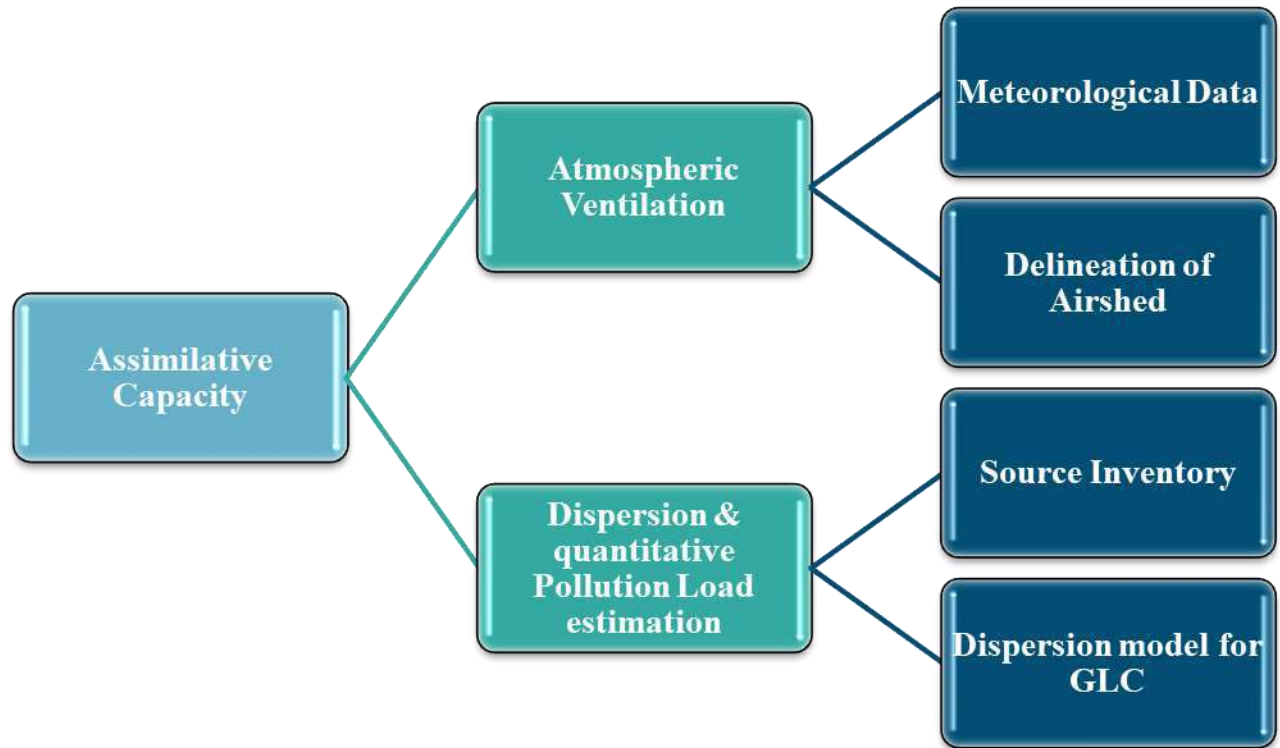 Assimilative
Capacity
Atmospheric
Ventilation
Dispersion &
quantitative
Pollution Load
estimation
Meteorological Data
Delineation of
Airshed
Source Inventory
Dispersion model for
GLC